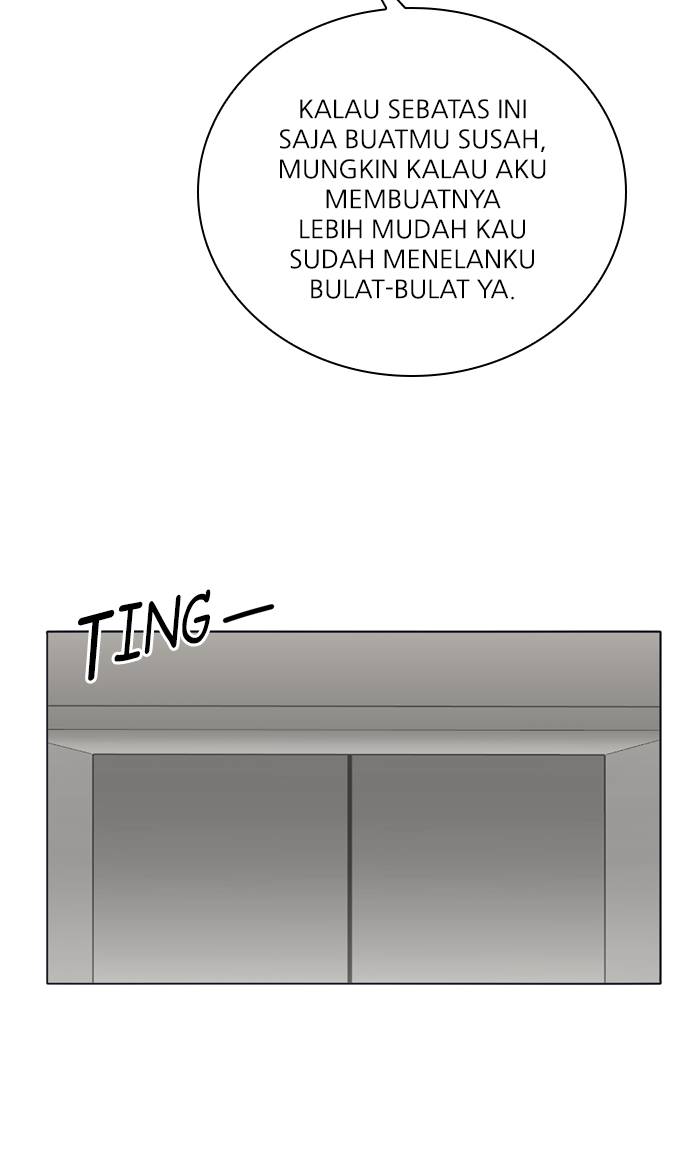 KALAU SEBATAS INI
SAJA BUATMU SUSAH,
MUNGKIN KALAU AKU
MEMBUATNYA
LEBIH MUDAH KAU
SUDAH MENELANKU
BULAT-BULAT YA.
TING—